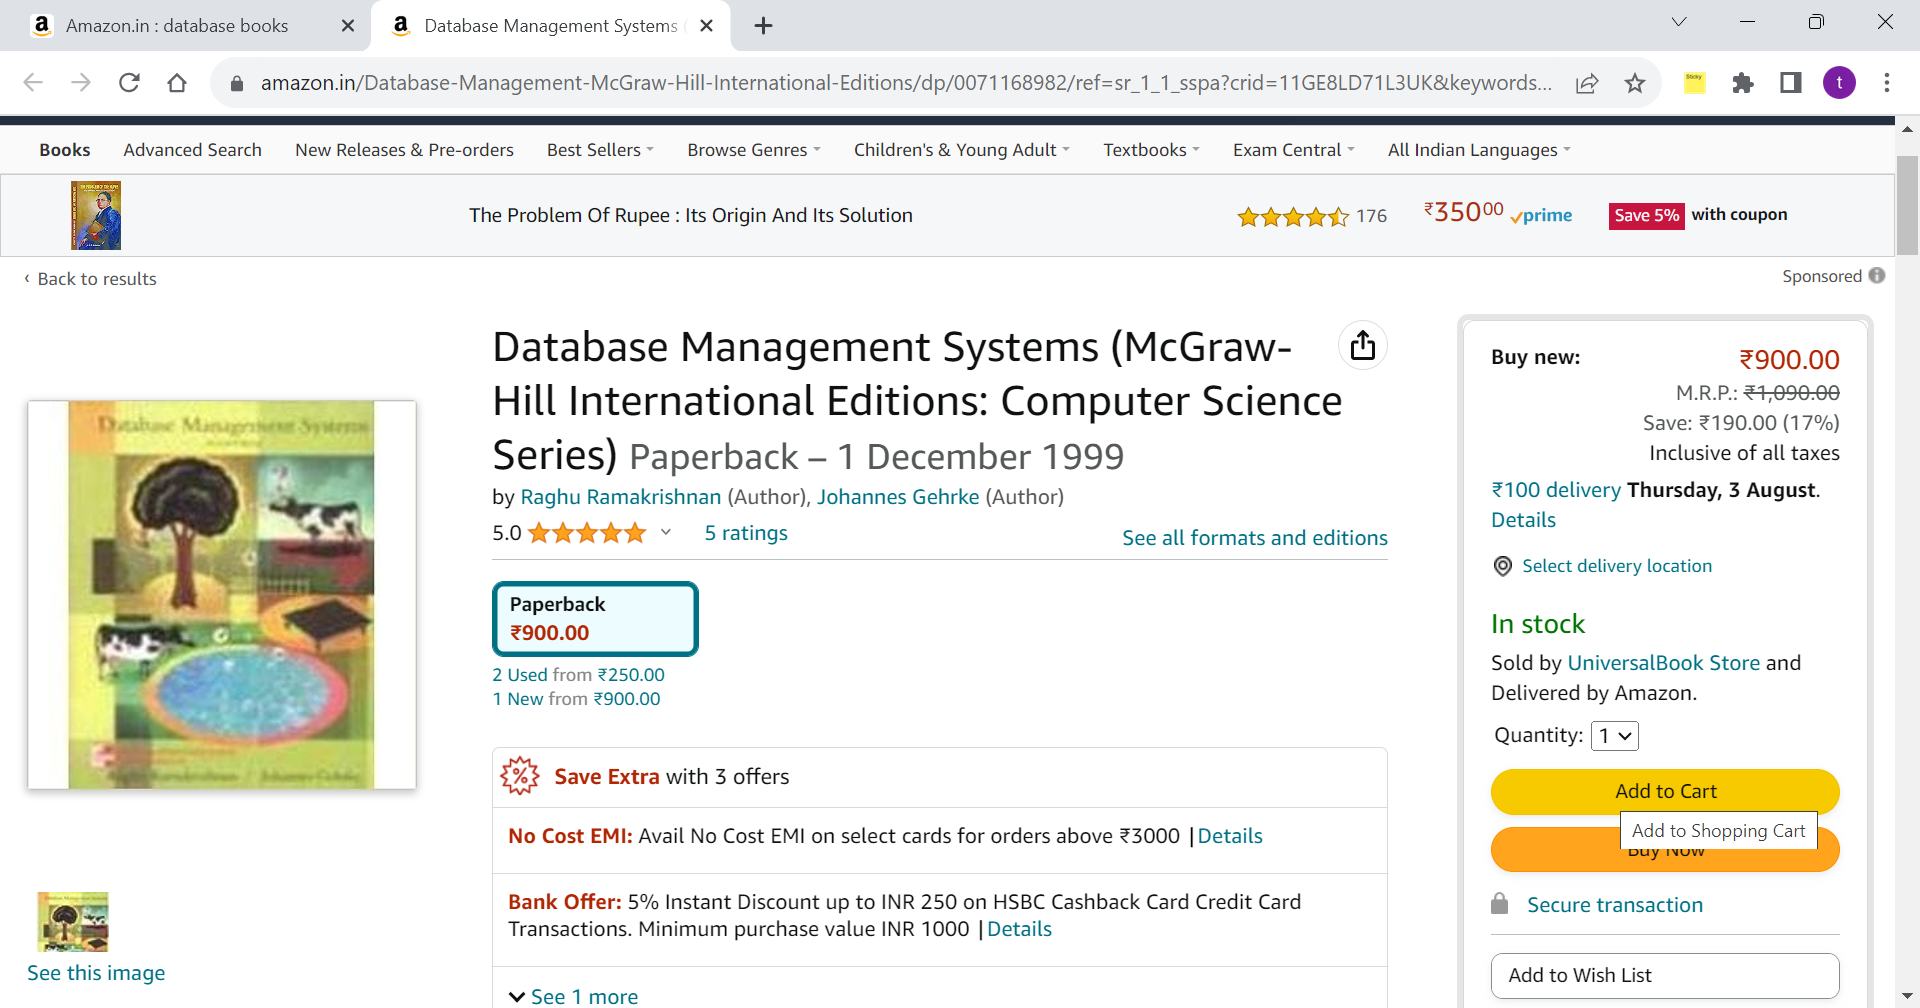 Amazon.in : database books
Database Management Systems (
amazon.in/Database-Management-McGraw-Hill-International-Editions/dp/0071168982/ref=sr_1_1_sspa?crid=11GE8LD71L3UK&keywords...
Sticky
t
Books Advanced Search New Releases & Pre-orders Best Sellers Browse Genres Children's & Young Adult Textbooks Exam Central All Indian Languages
The Problem Of Rupee : Its Origin And Its Solution 176 ₹350⁰⁰ prime Save 5% with coupon
‹ Back to results
Sponsored
Database Management Systems (McGraw-
Hill International Editions: Computer Science
Series) Paperback – 1 December 1999
by Raghu Ramakrishnan (Author), Johannes Gehrke (Author)
5.0 5 ratings
See all formats and editions
Paperback
₹900.00
2 Used from ₹250.00
1 New from ₹900.00
Save Extra with 3 offers
No Cost EMI: Avail No Cost EMI on select cards for orders above ₹3000 | Details
Bank Offer: 5% Instant Discount up to INR 250 on HSBC Cashback Card Credit Card
Transactions. Minimum purchase value INR 1000 | Details
See 1 more
Database Management Systems
See this image
Buy new: ₹900.00
M.R.P.: ₹1,090.00
Save: ₹190.00 (17%)
Inclusive of all taxes
₹100 delivery Thursday, 3 August.
Details
Select delivery location
In stock
Sold by UniversalBook Store and
Delivered by Amazon.
Quantity: 1
Add to Cart
Add to Shopping Cart
Buy Now
Secure transaction
Add to Wish List